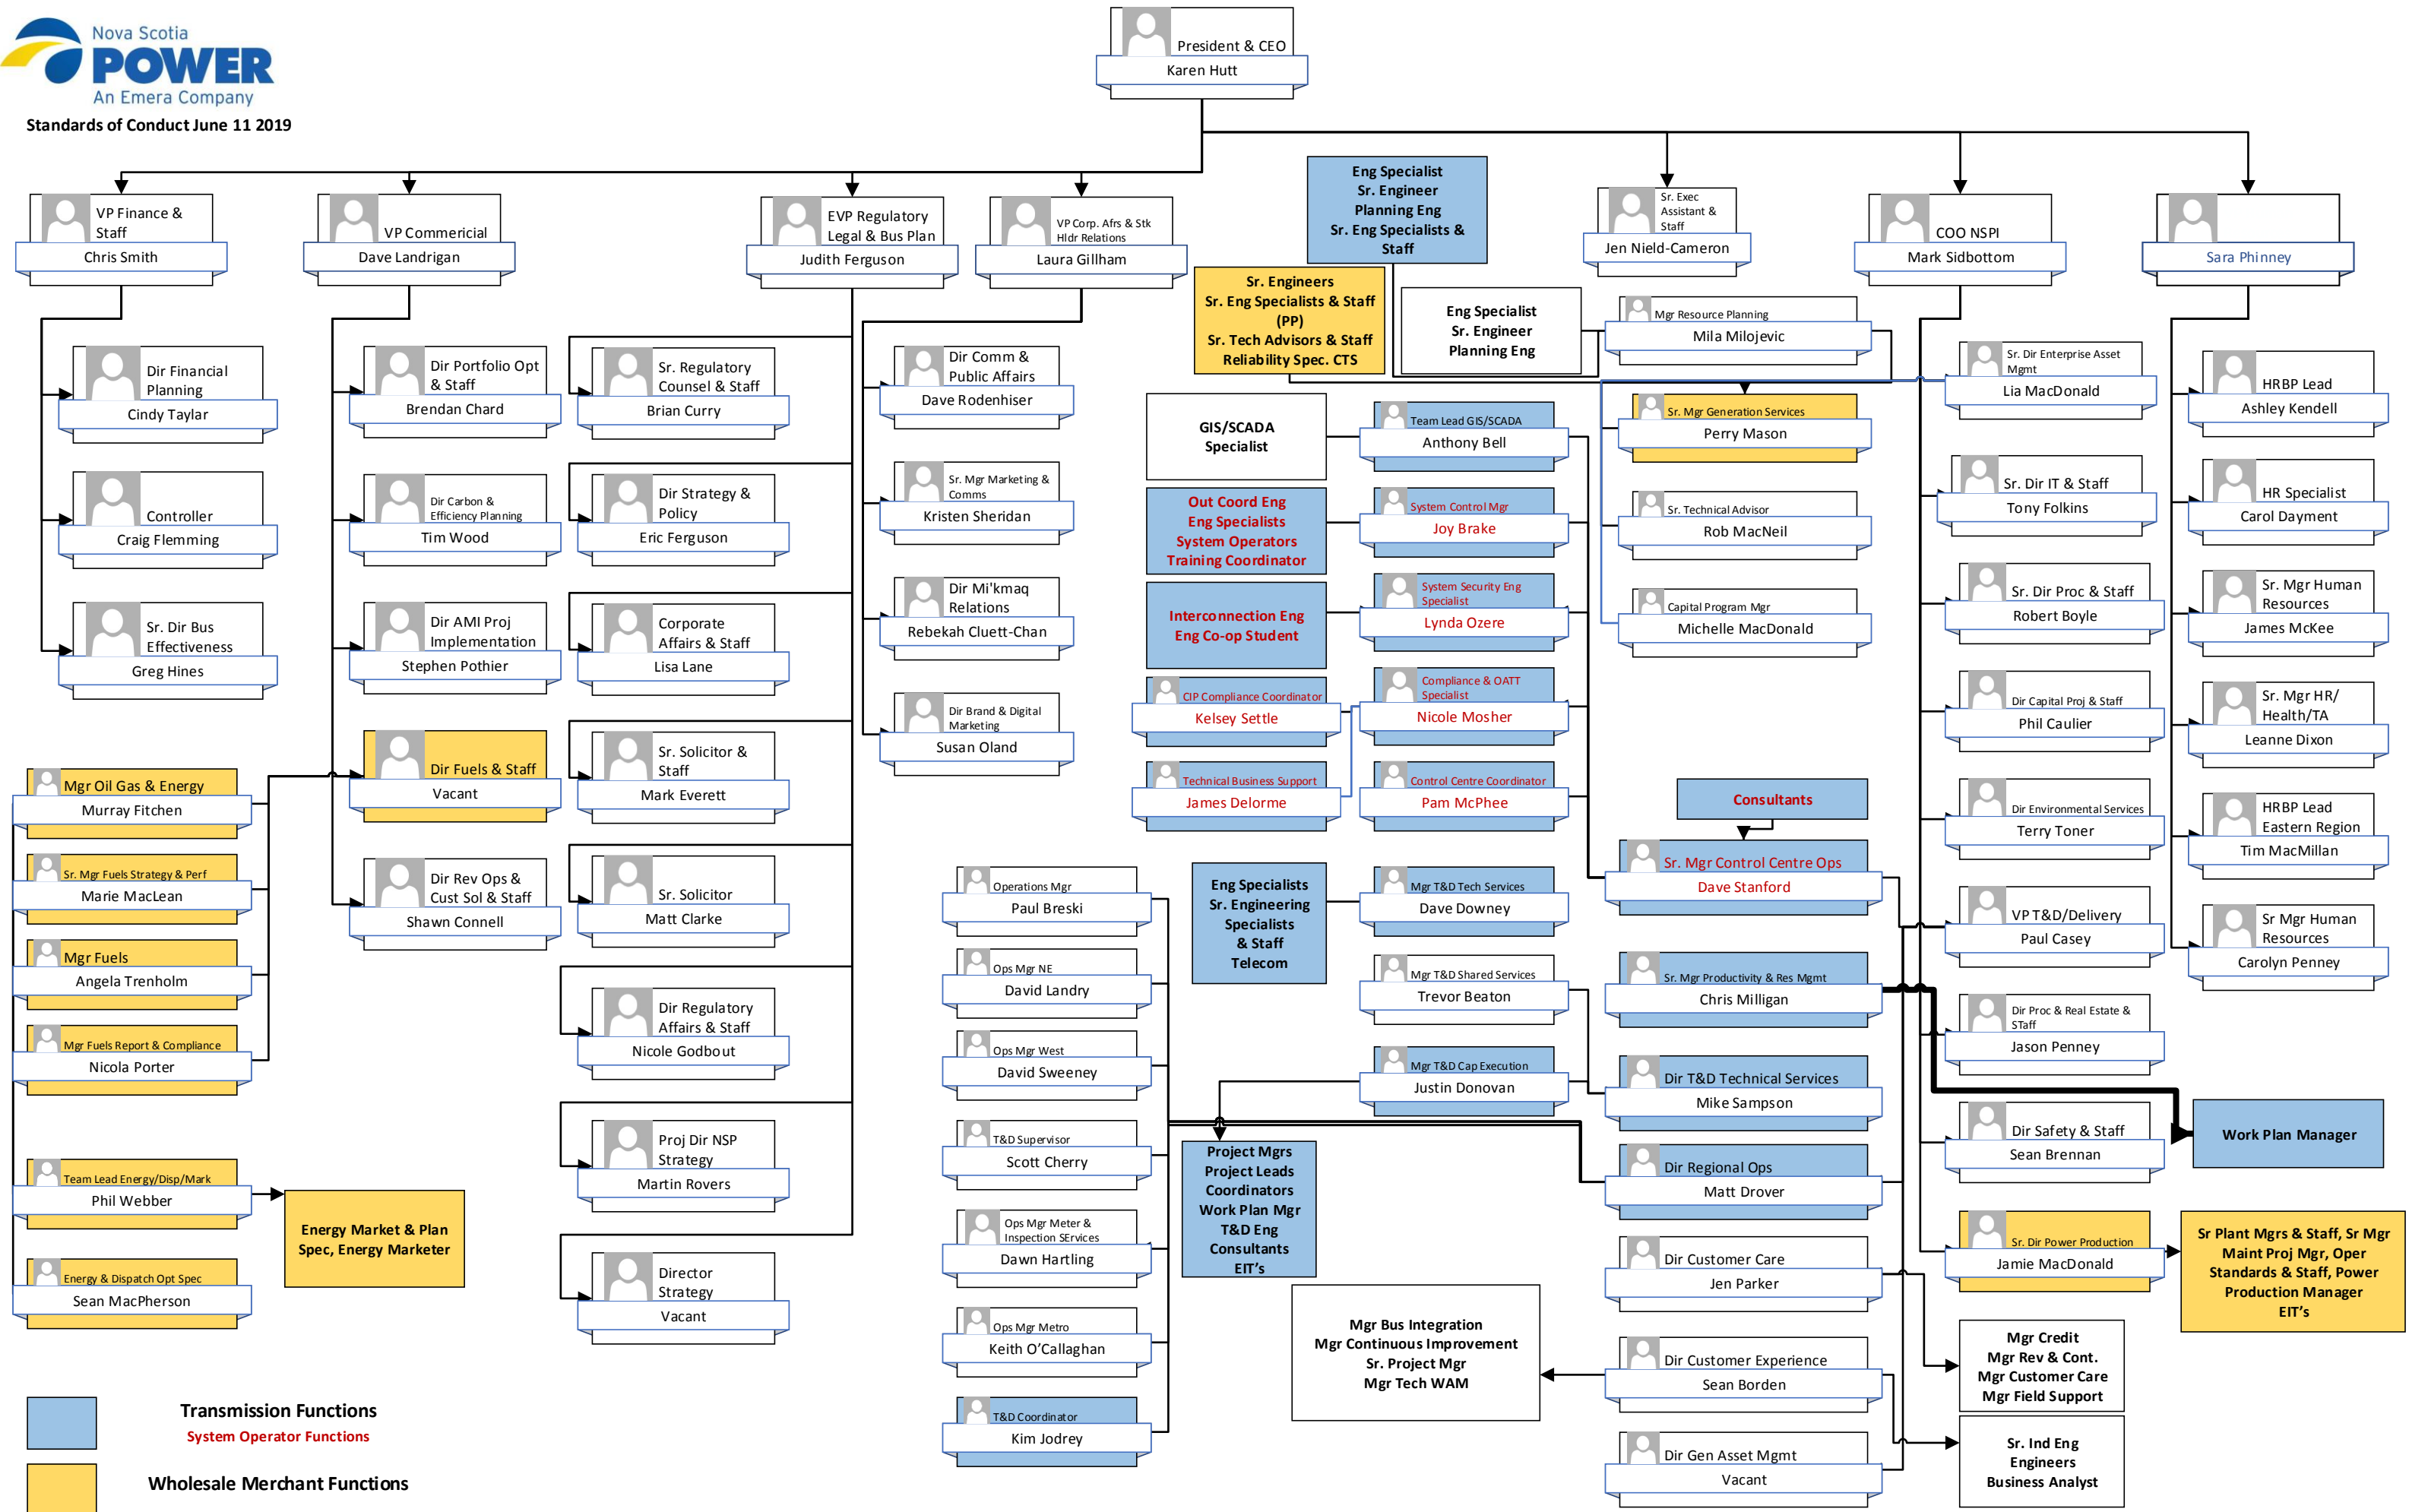 Nova Scotia
POWER
An Emera Company
Standards of Conduct June 11 2019
President & CEO
Karen Hutt
VP Finance &
Staff
Chris Smith
VP Commericial
Dave Landrigan
EVP Regulatory
Legal & Bus Plan
Judith Ferguson
VP Corp. Afrs & Stk
Hldr Relations
Laura Gillham
Eng Specialist
Sr. Engineer
Planning Eng
Sr. Eng Specialists &
Staff
Sr. Exec
Assistant &
Staff
Jen Nield-Cameron
COO NSPI
Mark Sidbottom
Sara Phinney
Sr. Engineers
Sr. Eng Specialists & Staff
(PP)
Sr. Tech Advisors & Staff
Reliability Spec. CTS
Eng Specialist
Sr. Engineer
Planning Eng
Mgr Resource Planning
Mila Milojevic
Dir Financial
Planning
Cindy Taylar
Controller
Craig Flemming
Sr. Dir Bus
Effectiveness
Greg Hines
Dir Portfolio Opt
& Staff
Brendan Chard
Dir Carbon &
Efficiency Planning
Tim Wood
Dir AMI Proj
Implementation
Stephen Pothier
Dir Fuels & Staff
Vacant
Dir Rev Ops &
Cust Sol & Staff
Shawn Connell
Mgr Oil Gas & Energy
Murray Fitchen
Sr. Mgr Fuels Strategy & Perf
Marie MacLean
Mgr Fuels
Angela Trenholm
Mgr Fuels Report & Compliance
Nicola Porter
Team Lead Energy/Disp/Mark
Phil Webber
Energy Market & Plan
Spec, Energy Marketer
Energy & Dispatch Opt Spec
Sean MacPherson
Sr. Regulatory
Counsel & Staff
Brian Curry
Dir Strategy &
Policy
Eric Ferguson
Corporate
Affairs & Staff
Lisa Lane
Sr. Solicitor &
Staff
Mark Everett
Sr. Solicitor
Matt Clarke
Dir Regulatory
Affairs & Staff
Nicole Godbout
Proj Dir NSP
Strategy
Martin Rovers
Director
Strategy
Vacant
Dir Comm &
Public Affairs
Dave Rodenhiser
Sr. Mgr Marketing &
Comms
Kristen Sheridan
Dir Mi'kmaq
Relations
Rebekah Cluett-Chan
Dir Brand & Digital
Marketing
Susan Oland
GIS/SCADA
Specialist
Team Lead GIS/SCADA
Anthony Bell
Out Coord Eng
Eng Specialists
System Operators
Training Coordinator
System Control Mgr
Joy Brake
Interconnection Eng
Eng Co-op Student
System Security Eng
Specialist
Lynda Ozere
CIP Compliance Coordinator
Kelsey Settle
Compliance & OATT
Specialist
Nicole Mosher
Technical Business Support
James Delorme
Control Centre Coordinator
Pam McPhee
Sr. Mgr Generation Services
Perry Mason
Sr. Technical Advisor
Rob MacNeil
Capital Program Mgr
Michelle MacDonald
Consultants
Sr. Mgr Control Centre Ops
Dave Stanford
Operations Mgr
Paul Breski
Ops Mgr NE
David Landry
Ops Mgr West
David Sweeney
T&D Supervisor
Scott Cherry
Ops Mgr Meter &
Inspection SErvices
Dawn Hartling
Ops Mgr Metro
Keith O’Callaghan
T&D Coordinator
Kim Jodrey
Eng Specialists
Sr. Engineering
Specialists
& Staff
Telecom
Mgr T&D Tech Services
Dave Downey
Mgr T&D Shared Services
Trevor Beaton
Mgr T&D Cap Execution
Justin Donovan
Project Mgrs
Project Leads
Coordinators
Work Plan Mgr
T&D Eng
Consultants
EIT’s
Sr. Mgr Productivity & Res Mgmt
Chris Milligan
Dir T&D Technical Services
Mike Sampson
Dir Regional Ops
Matt Drover
Dir Customer Care
Jen Parker
Dir Customer Experience
Sean Borden
Dir Gen Asset Mgmt
Vacant
Mgr Bus Integration
Mgr Continuous Improvement
Sr. Project Mgr
Mgr Tech WAM
Sr. Dir Enterprise Asset
Mgmt
Lia MacDonald
Sr. Dir IT & Staff
Tony Folkins
Sr. Dir Proc & Staff
Robert Boyle
Dir Capital Proj & Staff
Phil Caulier
Dir Environmental Services
Terry Toner
VP T&D/Delivery
Paul Casey
Dir Proc & Real Estate &
STaff
Jason Penney
Dir Safety & Staff
Sean Brennan
Sr. Dir Power Production
Jamie MacDonald
HRBP Lead
Ashley Kendell
HR Specialist
Carol Dayment
Sr. Mgr Human
Resources
James McKee
Sr. Mgr HR/
Health/TA
Leanne Dixon
HRBP Lead
Eastern Region
Tim MacMillan
Sr Mgr Human
Resources
Carolyn Penney
Work Plan Manager
Sr Plant Mgrs & Staff, Sr Mgr
Maint Proj Mgr, Oper
Standards & Staff, Power
Production Manager
EIT’s
Mgr Credit
Mgr Rev & Cont.
Mgr Customer Care
Mgr Field Support
Sr. Ind Eng
Engineers
Business Analyst
Transmission Functions
System Operator Functions
Wholesale Merchant Functions